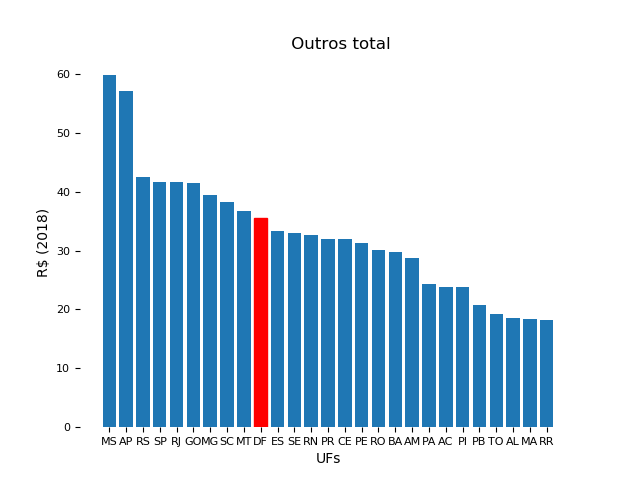 Outros total
60
50
40
30
20
10
0
R$ (2018)
MS AP RS SP RJ GO MG SC MT DF ES SE RN PR CE PE RO BA AM PA AC PI PB TO AL MA RR
UFs